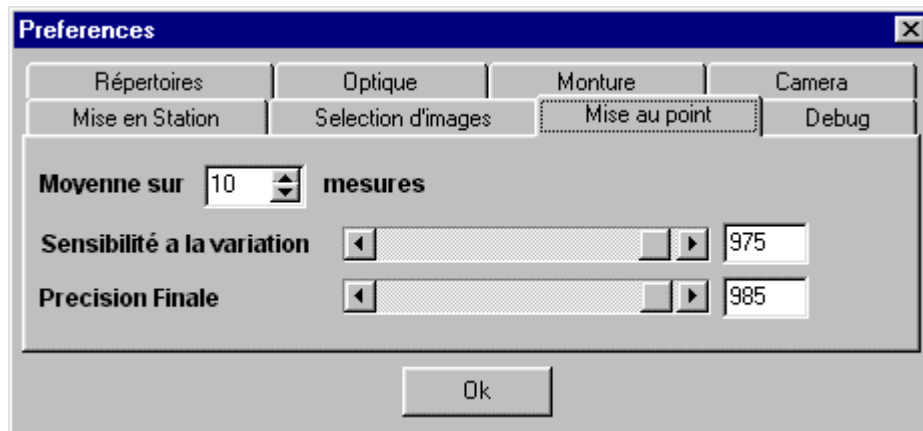 Preferences
Répertoires Optique Monture Camera
Mise en Station Selection d'images Mise au point Debug
Moyenne sur 10 mesures
Sensibilité a la variation 975
Precision Finale 985
Ok